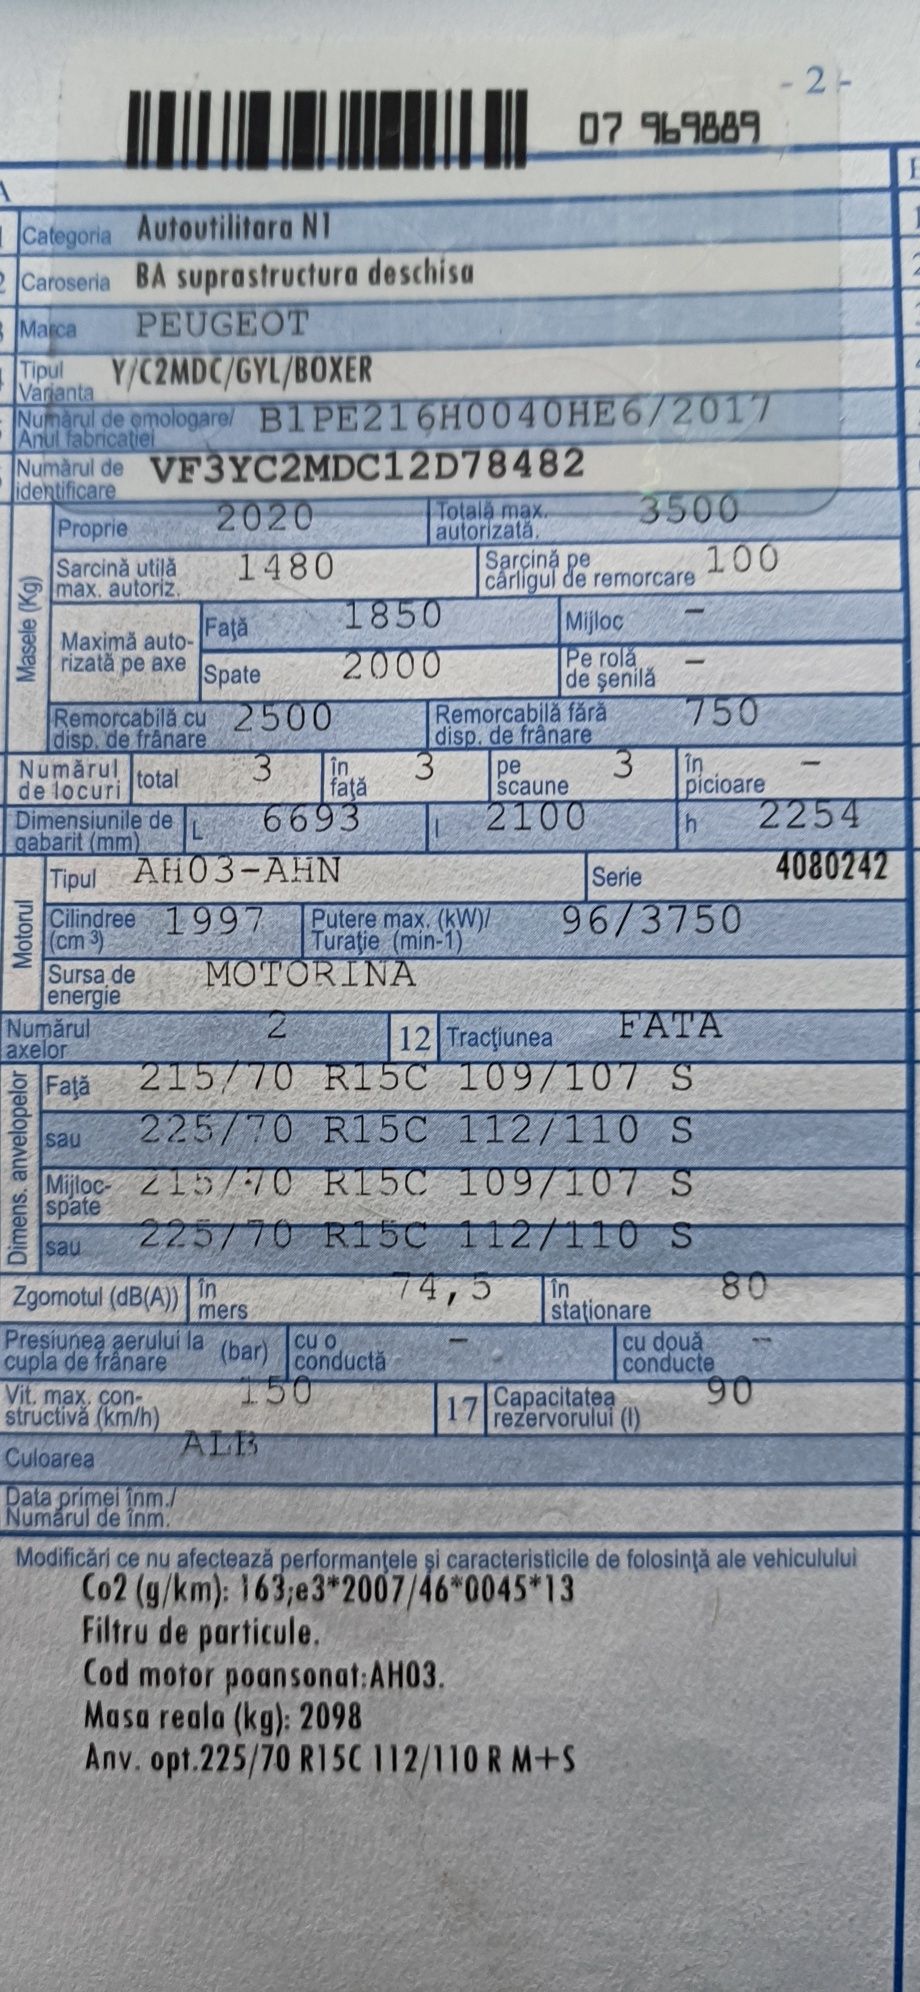 - 2 -
07 969889
A
Categoria Autoutilitara N1
Caroseria BA suprastructura deschisa
Marca PEUGEOT
Tipul
Varianta Y/C2MDC/GYL/BOXER
Numărul de omologare/
Anul fabricației B1PE216H0040HE6/2017
Numărul de
identificare VF3YC2MDC12D78482
Masele (Kg)
Proprie 2020 Totală max.
autorizată. 3500
Sarcină utilă
max. autoriz. 1480 Sarcină pe
cârligul de remorcare 100
Maximă auto-
rizată pe axe
Față 1850 Mijloc -
Spate 2000 Pe rolă
de șenilă -
Remorcabilă cu
disp. de frânare 2500 Remorcabilă fără
disp. de frânare 750
Numărul
de locuri total 3 în
față 3 pe
scaune 3 în
picioare -
Dimensiunile de
gabarit (mm) L 6693 l 2100 h 2254
Motorul
Tipul AH03-AHN Serie 4080242
Cilindree
(cm³) 1997 Putere max. (kW)/
Turație (min-1) 96/3750
Sursa de
energie MOTORINA
Numărul
axelor 2 12 Tracțiunea FATA
Dimens. anvelopelor
Față 215/70 R15C 109/107 S
sau 225/70 R15C 112/110 S
Mijloc-
spate 215/70 R15C 109/107 S
sau 225/70 R15C 112/110 S
Zgomotul (dB(A)) în
mers 74,5 în
staționare 80
Presiunea aerului la
cupla de frânare (bar) cu o
conductă - cu două
conducte --
Vit. max. con-
structivă (km/h) 150 17 Capacitatea
rezervorului (l) 90
Culoarea ALB
Data primei înm./
Numărul de înm.
Modificări ce nu afectează performanțele și caracteristicile de folosință ale vehiculului
Co2 (g/km): 163;e3*2007/46*0045*13
Filtru de particule.
Cod motor poansonat:AH03.
Masa reala (kg): 2098
Anv. opt.225/70 R15C 112/110 R M+S